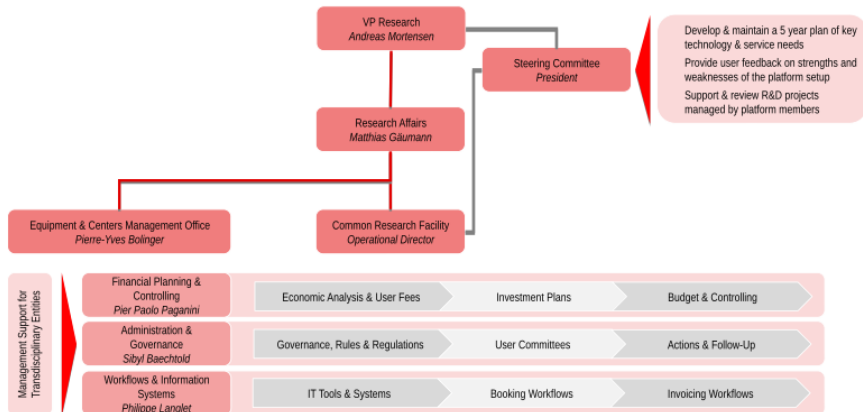 VP Research
Andreas Mortensen
Steering Committee
President
Develop & maintain a 5 year plan of key
technology & service needs
Provide user feedback on strengths and
weaknesses of the platform setup
Support & review R&D projects
managed by platform members
Research Affairs
Matthias Gäumann
Equipment & Centers Management Office
Pierre-Yves Bolinger
Common Research Facility
Operational Director
Management Support for
Transdisciplinary Entities
Financial Planning &
Controlling
Pier Paolo Paganini
Economic Analysis & User Fees
Investment Plans
Budget & Controlling
Administration &
Governance
Sibyl Baechtold
Governance, Rules & Regulations
User Committees
Actions & Follow-Up
Workflows & Information
Systems
Philippe Langlet
IT Tools & Systems
Booking Workflows
Invoicing Workflows